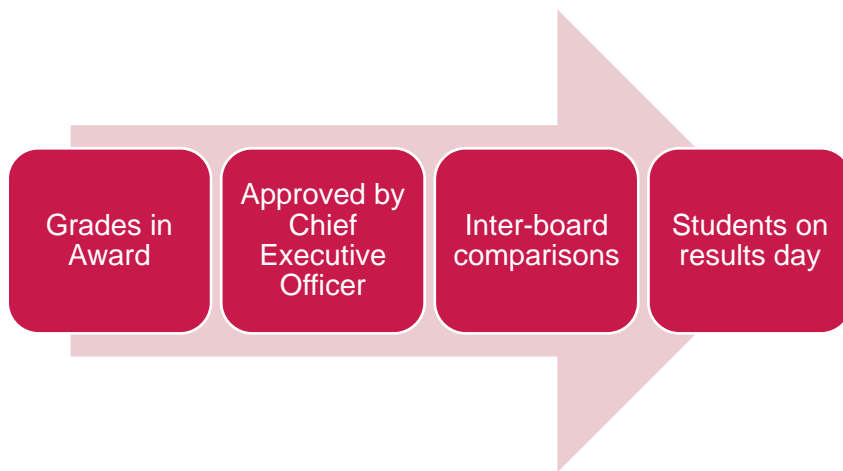 Grades in
Award
Approved by
Chief
Executive
Officer
Inter-board
comparisons
Students on
results day